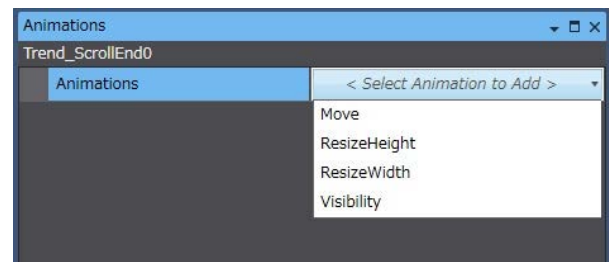 Animations
Trend_ScrollEnd0
Animations < Select Animation to Add >
Move
ResizeHeight
ResizeWidth
Visibility